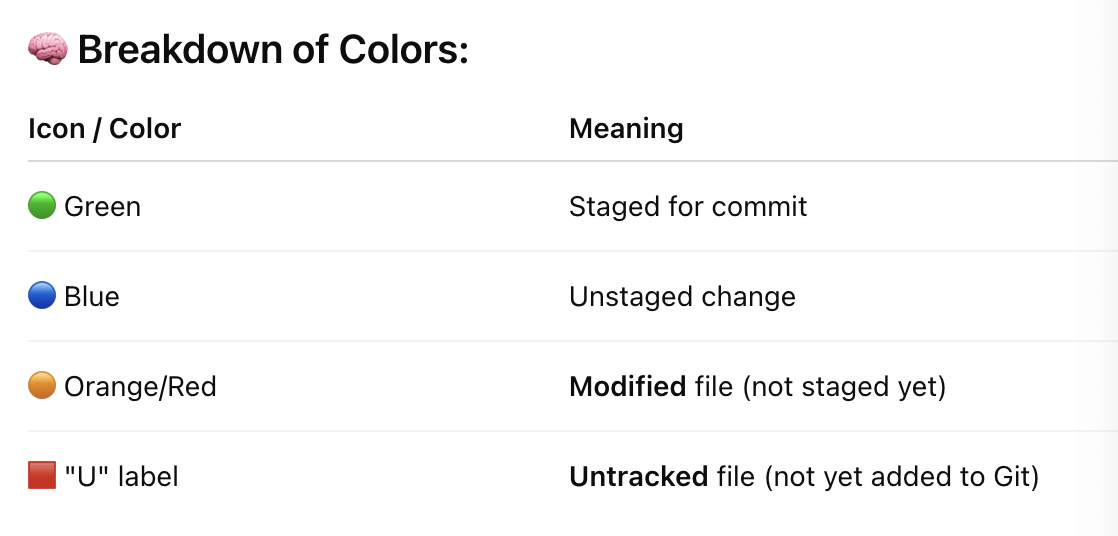 🧠 Breakdown of Colors:
Icon / Color Meaning
🟢 Green Staged for commit
🔵 Blue Unstaged change
🟠 Orange/Red Modified file (not staged yet)
🟥 "U" label Untracked file (not yet added to Git)